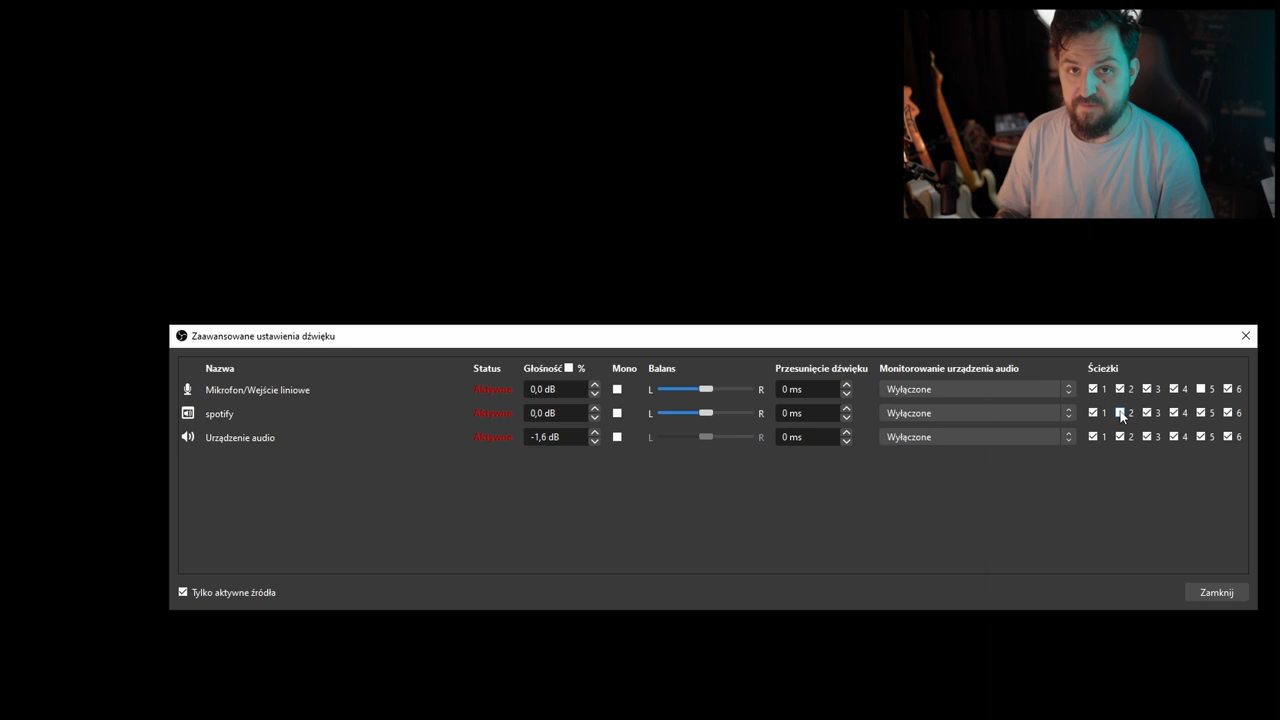 Zaawansowane ustawienia dźwięku
Nazwa Status Głośność % Mono Balans Przesunięcie dźwięku Monitorowanie urządzenia audio Ścieżki
Mikrofon/Wejście liniowe Aktywne 0,0 dB L R 0 ms Wyłączone 1 2 3 4 5 6
spotify Aktywne 0,0 dB L R 0 ms Wyłączone 1 2 3 4 5 6
Urządzenie audio Aktywne -1,6 dB L R 0 ms Wyłączone 1 2 3 4 5 6
Tylko aktywne źródła Zamknij